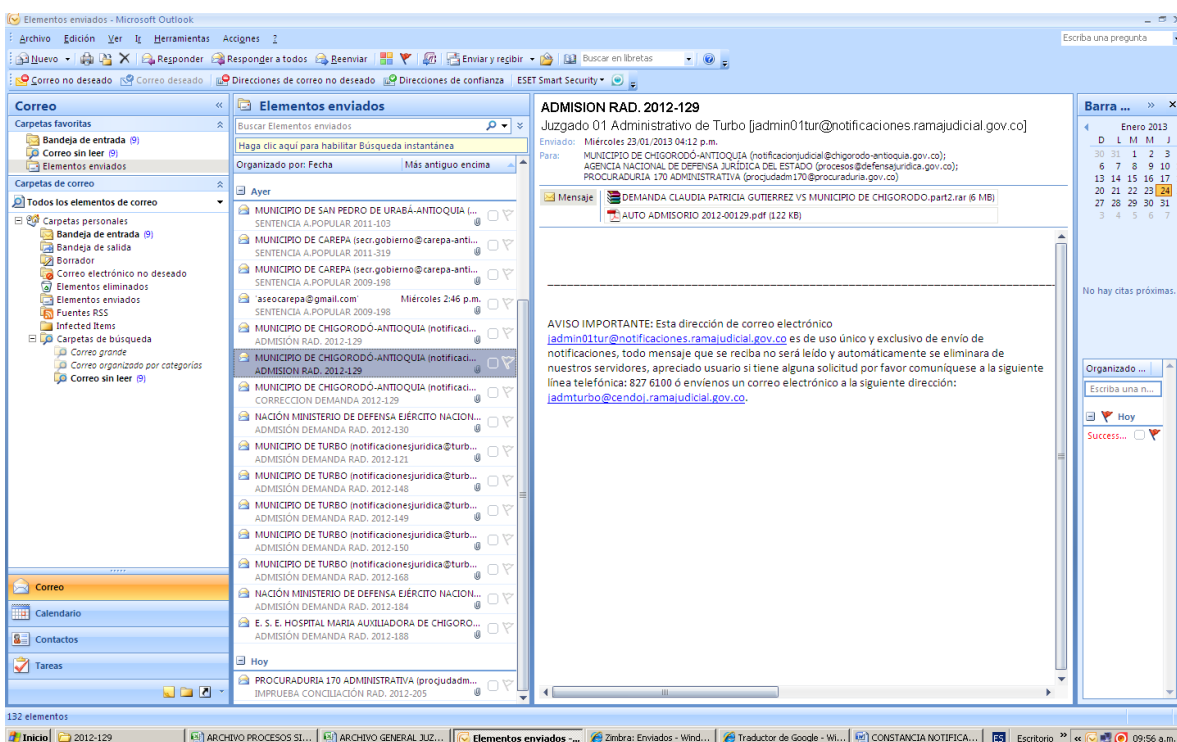 Elementos enviados - Microsoft Outlook
Archivo Edición Ver Ir Herramientas Acciones ?
Escriba una pregunta
Nuevo Responder Responder a todos Reenviar Enviar y recibir Buscar en libretas
Correo no deseado Correo deseado Direcciones de correo no deseado Direcciones de confianza ESET Smart Security
Correo
Carpetas favoritas
Bandeja de entrada (9)
Correo sin leer (9)
Elementos enviados
Carpetas de correo
Todos los elementos de correo
Carpetas personales
Bandeja de entrada (9)
Bandeja de salida
Borrador
Correo electrónico no deseado
Elementos eliminados
Elementos enviados
Fuentes RSS
Infected Items
Carpetas de búsqueda
Correo grande
Correo organizado por categorías
Correo sin leer (9)
Correo
Calendario
Contactos
Tareas
Elementos enviados
Buscar Elementos enviados
Haga clic aquí para habilitar Búsqueda instantánea
Organizado por: Fecha Más antiguo encima
Ayer
MUNICIPIO DE SAN PEDRO DE URABÁ-ANTIOQUIA (...
SENTENCIA A.POPULAR 2011-103
MUNICIPIO DE CAREPA (secr.gobierno@carepa-anti...
SENTENCIA A.POPULAR 2011-319
MUNICIPIO DE CAREPA (secr.gobierno@carepa-anti...
SENTENCIA A.POPULAR 2009-198
'aseocarepa@gmail.com' Miércoles 2:46 p.m.
SENTENCIA A.POPULAR 2009-198
MUNICIPIO DE CHIGORODÓ-ANTIOQUIA (notificaci...
ADMISIÓN RAD. 2012-129
MUNICIPIO DE CHIGORODÓ-ANTIOQUIA (notificaci...
ADMISION RAD. 2012-129
MUNICIPIO DE CHIGORODÓ-ANTIOQUIA (notificaci...
CORRECCION DEMANDA 2012-129
NACIÓN MINISTERIO DE DEFENSA EJÉRCITO NACION...
ADMISIÓN DEMANDA RAD. 2012-130
MUNICIPIO DE TURBO (notificacionesjuridica@turb...
ADMISIÓN DEMANDA RAD. 2012-121
MUNICIPIO DE TURBO (notificacionesjuridica@turb...
ADMISIÓN DEMANDA RAD. 2012-148
MUNICIPIO DE TURBO (notificacionesjuridica@turb...
ADMISIÓN DEMANDA RAD. 2012-149
MUNICIPIO DE TURBO (notificacionesjuridica@turb...
ADMISIÓN DEMANDA RAD. 2012-150
MUNICIPIO DE TURBO (notificacionesjuridica@turb...
ADMISIÓN DEMANDA RAD. 2012-168
NACIÓN MINISTERIO DE DEFENSA EJÉRCITO NACION...
ADMISIÓN DEMANDA RAD. 2012-184
E. S. E. HOSPITAL MARIA AUXILIADORA DE CHIGORO...
ADMISIÓN DEMANDA RAD. 2012-188
Hoy
PROCURADURIA 170 ADMINISTRATIVA (procjudadm...
IMPRUEBA CONCILIACIÓN RAD. 2012-205
ADMISION RAD. 2012-129
Juzgado 01 Administrativo de Turbo [jadmin01tur@notificaciones.ramajudicial.gov.co]
Enviado: Miércoles 23/01/2013 04:12 p.m.
Para: MUNICIPIO DE CHIGORODÓ-ANTIOQUIA (notificacionjudicial@chigorodo-antioquia.gov.co);
AGENCIA NACIONAL DE DEFENSA JURÍDICA DEL ESTADO (procesos@defensajuridica.gov.co);
PROCURADURIA 170 ADMINISTRATIVA (procjudadm170@procuraduria.gov.co)
Mensaje DEMANDA CLAUDIA PATRICIA GUTIERREZ VS MUNICIPIO DE CHIGORODO.part2.rar (6 MB)
AUTO ADMISORIO 2012-00129.pdf (122 KB)
AVISO IMPORTANTE: Esta dirección de correo electrónico
jadmin01tur@notificaciones.ramajudicial.gov.co es de uso único y exclusivo de envío de
notificaciones, todo mensaje que se reciba no será leído y automáticamente se eliminara de
nuestros servidores, apreciado usuario si tiene alguna solicitud por favor comuníquese a la siguiente
línea telefónica: 827 6100 ó envíenos un correo electrónico a la siguiente dirección:
jadmturbo@cendoj.ramajudicial.gov.co.
Barra ...
Enero 2013
D L M M J
30 31 1 2 3
6 7 8 9 10
13 14 15 16 17
20 21 22 23 24
27 28 29 30 31
3 4 5 6 7
No hay citas próximas.
Organizado ...
Escriba una n...
Hoy
Success...
132 elementos
Inicio 2012-129 ARCHIVO PROCESOS SI... ARCHIVO GENERAL JUZ... Elementos enviados -... Zimbra: Enviados - Wind... Traductor de Google - Wi... CONSTANCIA NOTIFICA... ES Escritorio 09:56 a.m.